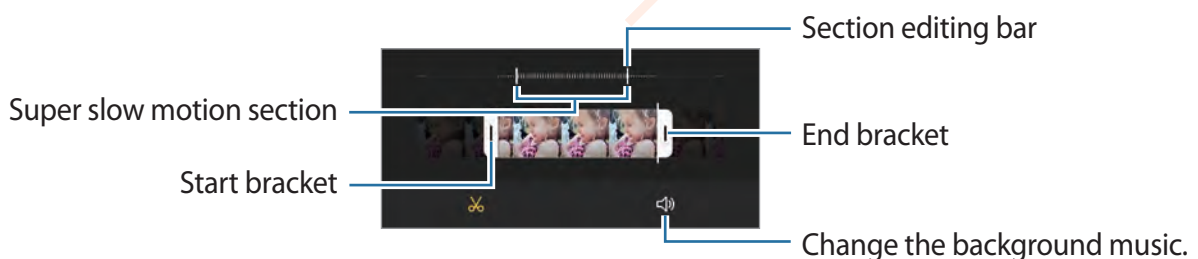 Section editing bar
Super slow motion section
End bracket
Start bracket
Change the background music.